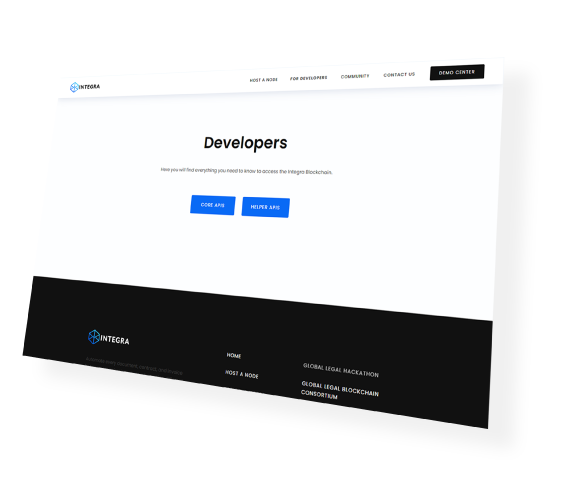 INTEGRA
HOST A NODE
FOR DEVELOPERS
COMMUNITY
CONTACT US
DEMO CENTER
Developers
Here you will find everything you need to know to access the Integra Blockchain.
CORE APIS
HELPER APIS
INTEGRA
HOME
HOST A NODE
GLOBAL LEGAL HACKATHON
GLOBAL LEGAL BLOCKCHAIN
CONSORTIUM